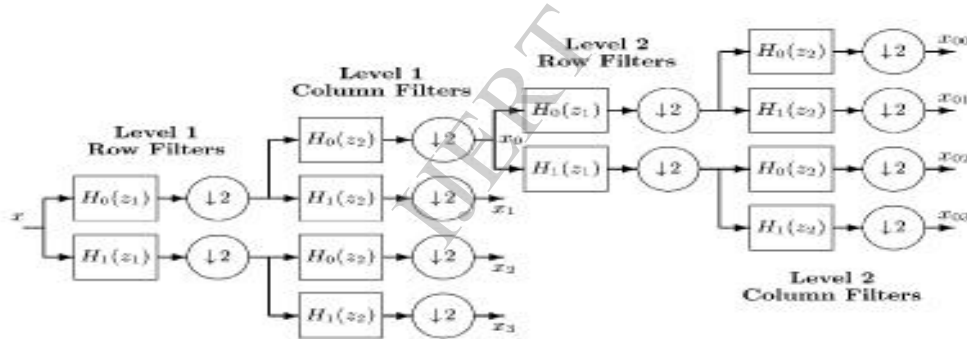 Level 1
Row Filters
x
H₀(z₁)
↓2
H₁(z₁)
↓2
Level 1
Column Filters
H₀(z₂)
↓2
x₀
H₁(z₂)
↓2
x₁
H₀(z₂)
↓2
x₂
H₁(z₂)
↓2
x₃
Level 2
Row Filters
H₀(z₁)
↓2
H₁(z₁)
↓2
H₀(z₂)
↓2
x₀₀
H₁(z₂)
↓2
x₀₁
H₀(z₂)
↓2
x₀₂
H₁(z₂)
↓2
x₀₃
Level 2
Column Filters
IJERT